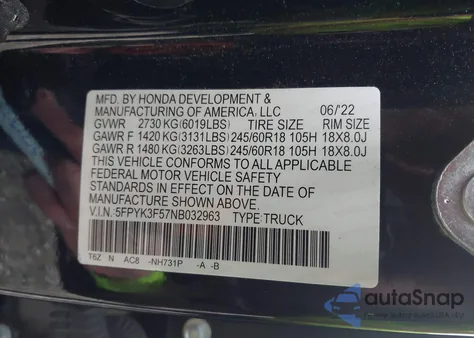 MFD. BY HONDA DEVELOPMENT &
MANUFACTURING OF AMERICA, LLC 06/'22
GVWR 2730 KG(6019LBS) TIRE SIZE RIM SIZE
GAWR F 1420 KG(3131LBS) 245/60R18 105H 18X8.0J
GAWR R 1480 KG(3263LBS) 245/60R18 105H 18X8.0J
THIS VEHICLE CONFORMS TO ALL APPLICABLE
FEDERAL MOTOR VEHICLE SAFETY
STANDARDS IN EFFECT ON THE DATE OF
MANUFACTURE SHOWN ABOVE.
V.I.N.:5FPYK3F57NB032963 TYPE:TRUCK
T6Z N AC8 -NH731P -A -B
autoSnap